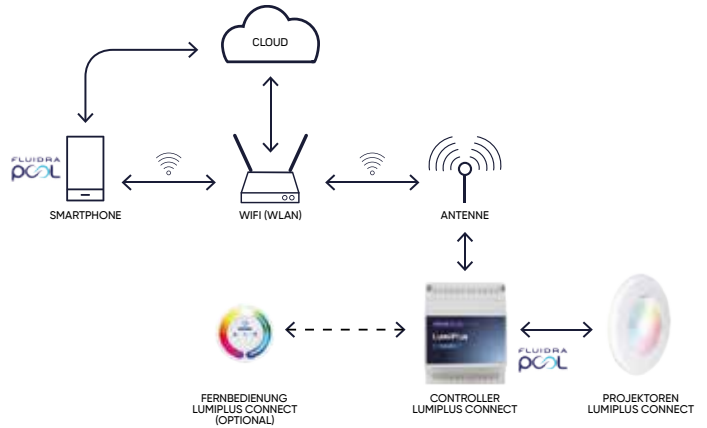 CLOUD
FLUIDRA
POOL
SMARTPHONE
WIFI (WLAN)
ANTENNE
LumiPlus
FLUIDRA
POOL
FERNBEDIENUNG
LUMIPLUS CONNECT
(OPTIONAL)
CONTROLLER
LUMIPLUS CONNECT
PROJEKTOREN
LUMIPLUS CONNECT